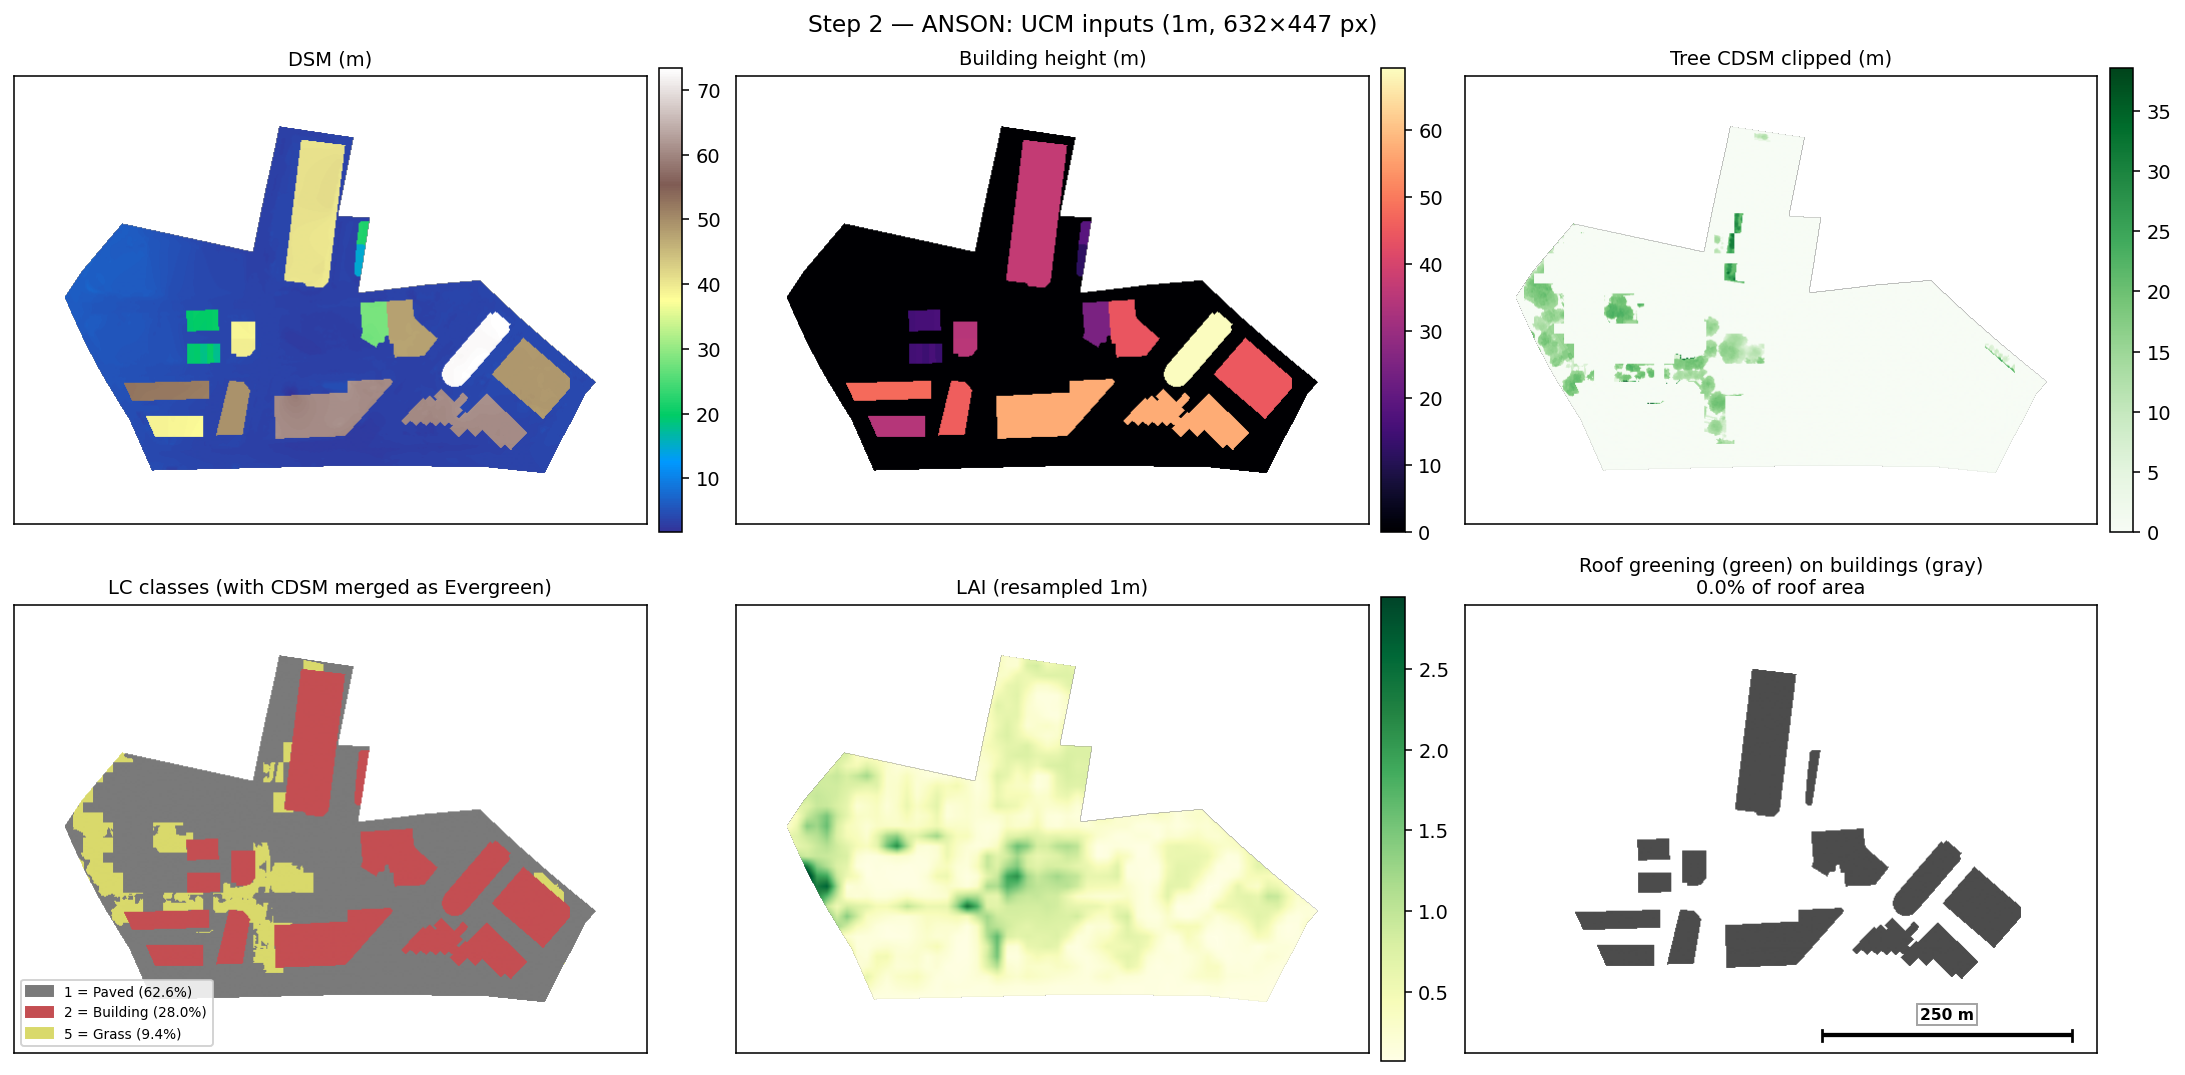 Step 2 — ANSON: UCM inputs (1m, 632×447 px)
DSM (m)
70
60
50
40
30
20
10
Building height (m)
60
50
40
30
20
10
0
Tree CDSM clipped (m)
35
30
25
20
15
10
5
0
LC classes (with CDSM merged as Evergreen)
1 = Paved (62.6%)
2 = Building (28.0%)
5 = Grass (9.4%)
LAI (resampled 1m)
2.5
2.0
1.5
1.0
0.5
Roof greening (green) on buildings (gray)
0.0% of roof area
250 m